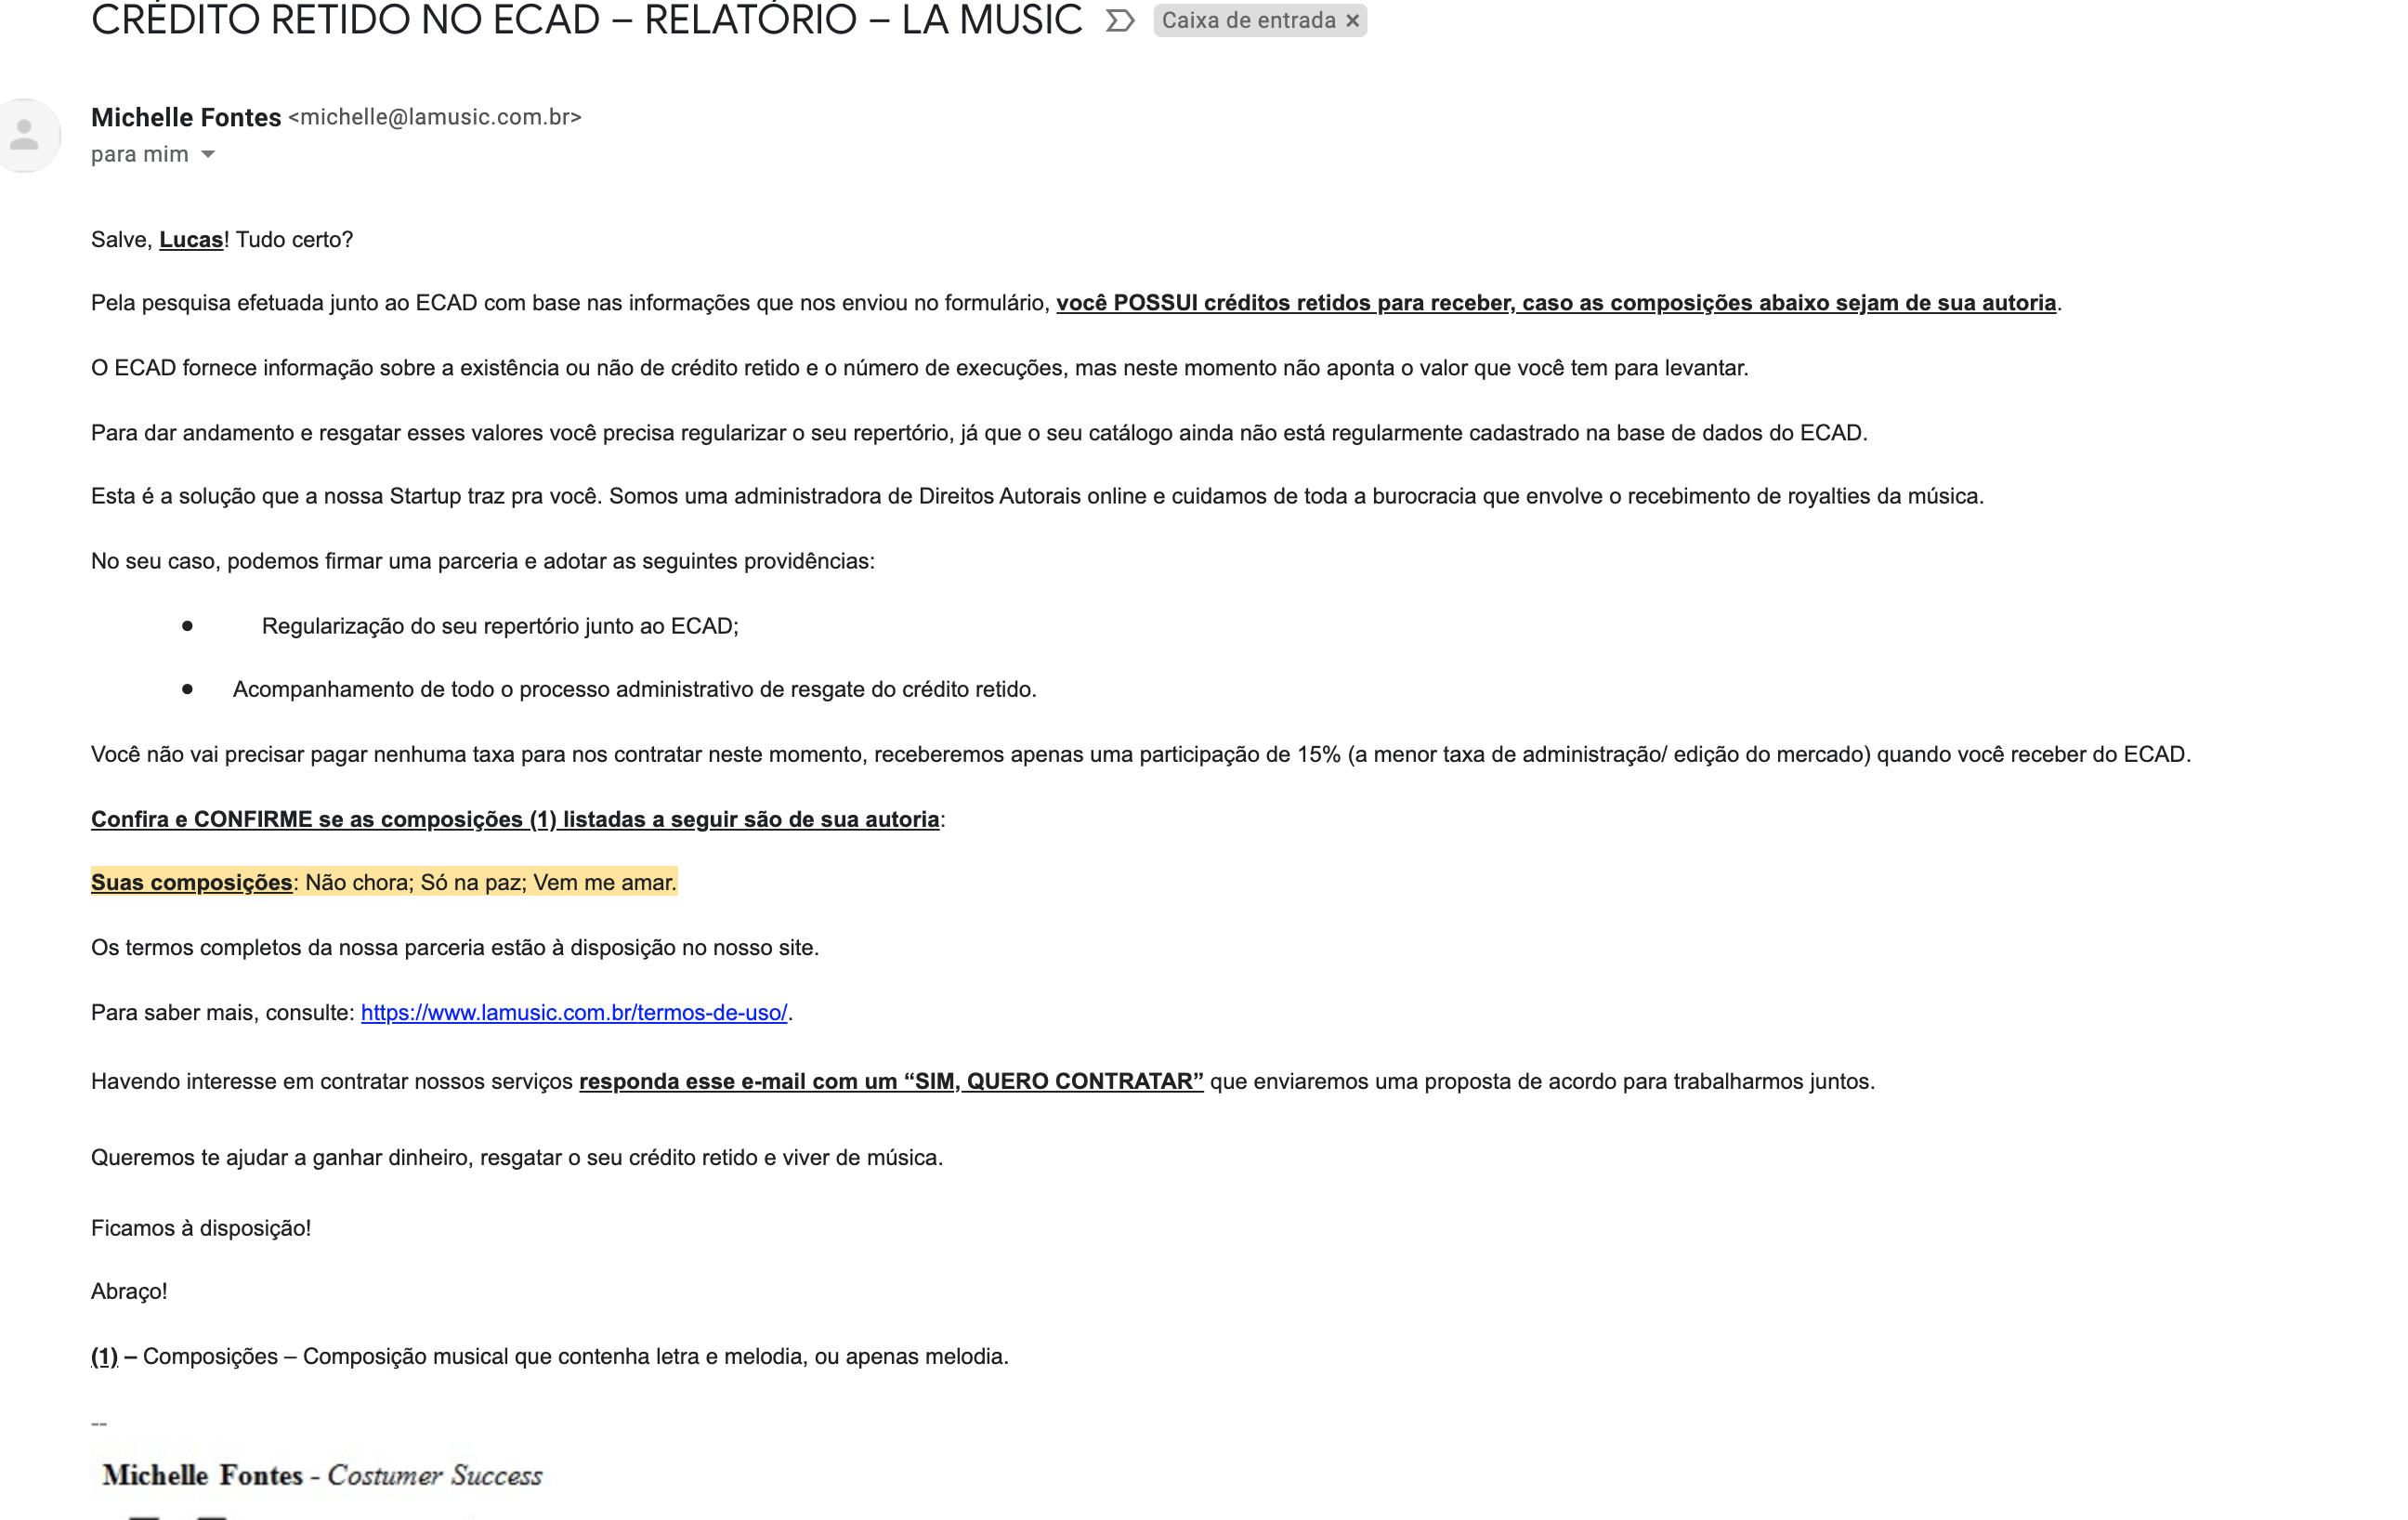 CRÉDITO RETIDO NO ECAD – RELATÓRIO – LA MUSIC Caixa de entrada ×
Michelle Fontes <michelle@lamusic.com.br>
para mim
Salve, Lucas! Tudo certo?
Pela pesquisa efetuada junto ao ECAD com base nas informações que nos enviou no formulário, você POSSUI créditos retidos para receber, caso as composições abaixo sejam de sua autoria.
O ECAD fornece informação sobre a existência ou não de crédito retido e o número de execuções, mas neste momento não aponta o valor que você tem para levantar.
Para dar andamento e resgatar esses valores você precisa regularizar o seu repertório, já que o seu catálogo ainda não está regularmente cadastrado na base de dados do ECAD.
Esta é a solução que a nossa Startup traz pra você. Somos uma administradora de Direitos Autorais online e cuidamos de toda a burocracia que envolve o recebimento de royalties da música.
No seu caso, podemos firmar uma parceria e adotar as seguintes providências:
● Regularização do seu repertório junto ao ECAD;
● Acompanhamento de todo o processo administrativo de resgate do crédito retido.
Você não vai precisar pagar nenhuma taxa para nos contratar neste momento, receberemos apenas uma participação de 15% (a menor taxa de administração/ edição do mercado) quando você receber do ECAD.
Confira e CONFIRME se as composições (1) listadas a seguir são de sua autoria:
Suas composições: Não chora; Só na paz; Vem me amar.
Os termos completos da nossa parceria estão à disposição no nosso site.
Para saber mais, consulte: https://www.lamusic.com.br/termos-de-uso/.
Havendo interesse em contratar nossos serviços responda esse e-mail com um “SIM, QUERO CONTRATAR” que enviaremos uma proposta de acordo para trabalharmos juntos.
Queremos te ajudar a ganhar dinheiro, resgatar o seu crédito retido e viver de música.
Ficamos à disposição!
Abraço!
(1) – Composições – Composição musical que contenha letra e melodia, ou apenas melodia.
--
Michelle Fontes - Costumer Success